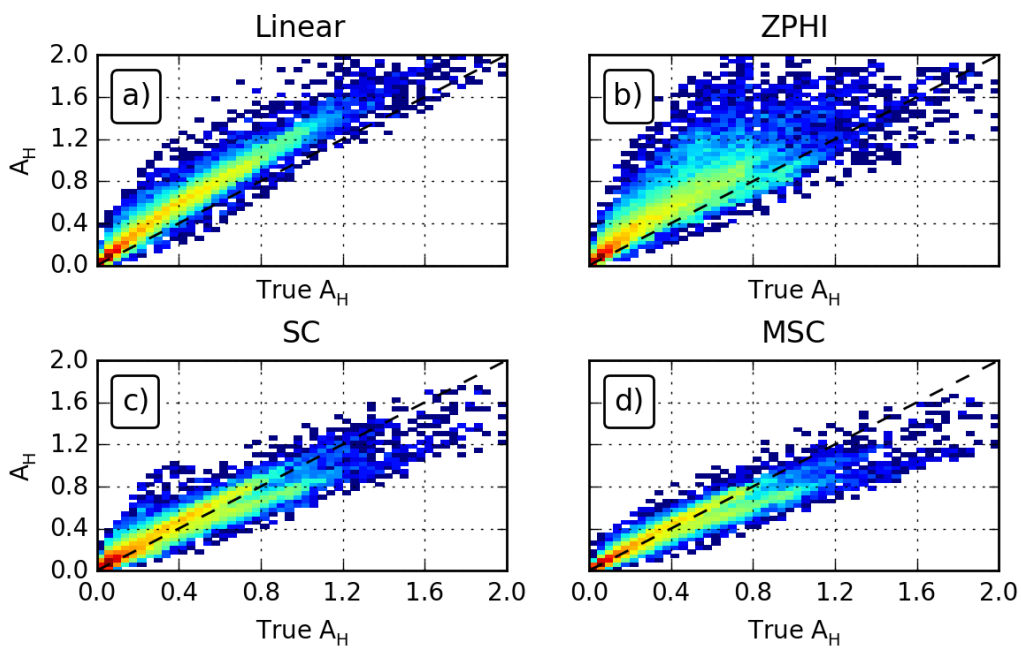 Linear ZPHI
2.0
1.6
1.2
0.8
0.4
0.0
A_H
a) b)
True A_H True A_H
SC MSC
2.0
1.6
1.2
0.8
0.4
0.0
A_H
c) d)
0.0 0.4 0.8 1.2 1.6 2.0 0.0 0.4 0.8 1.2 1.6 2.0
True A_H True A_H